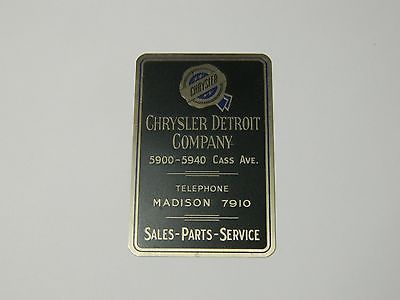 CHRYSLER
CHRYSLER DETROIT
COMPANY
5900-5940 CASS AVE.
TELEPHONE
MADISON 7910
SALES-PARTS-SERVICE